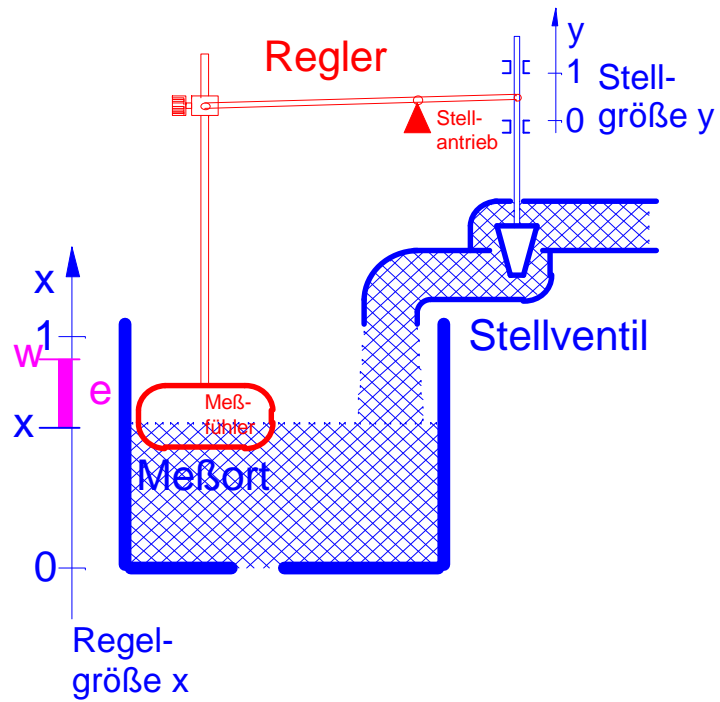 y
Regler
1
Stell-
größe y
Stell-
antrieb
0
x
1
Stellventil
w
e
Meß-
fühler
x
Meßort
0
Regel-
größe x